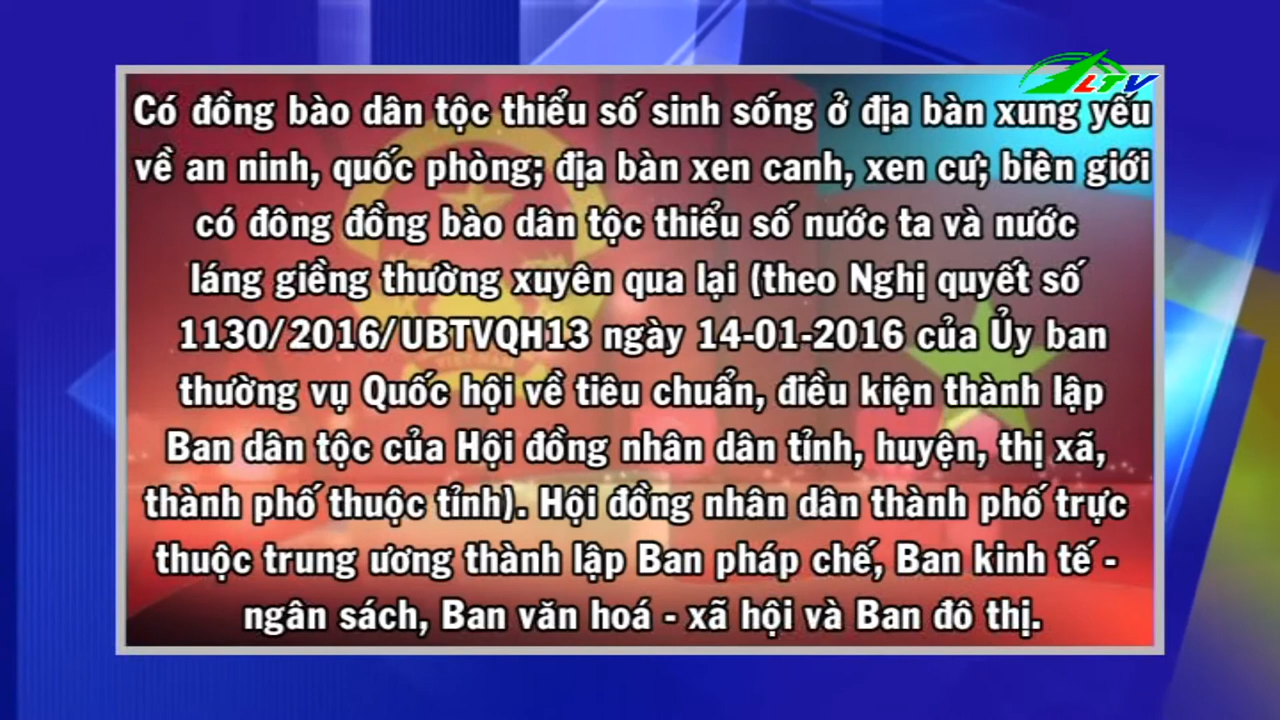 LTV
Có đồng bào dân tộc thiểu số sinh sống ở địa bàn xung yếu
về an ninh, quốc phòng; địa bàn xen canh, xen cư; biên giới
có đông đồng bào dân tộc thiểu số nước ta và nước
láng giềng thường xuyên qua lại (theo Nghị quyết số
1130/2016/UBTVQH13 ngày 14-01-2016 của Ủy ban
thường vụ Quốc hội về tiêu chuẩn, điều kiện thành lập
Ban dân tộc của Hội đồng nhân dân tỉnh, huyện, thị xã,
thành phố thuộc tỉnh). Hội đồng nhân dân thành phố trực
thuộc trung ương thành lập Ban pháp chế, Ban kinh tế -
ngân sách, Ban văn hoá - xã hội và Ban đô thị.